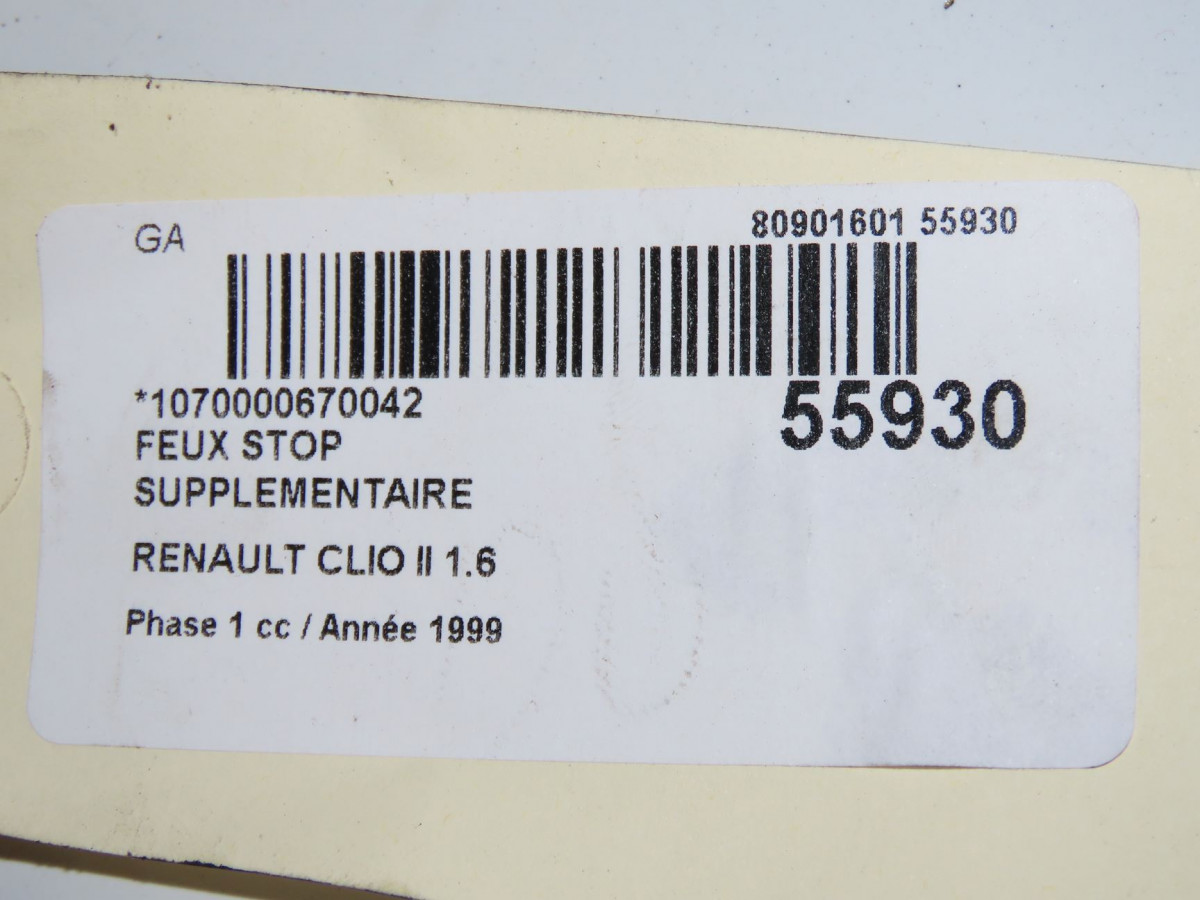 GA
80901601 55930
*1070000670042
55930
FEUX STOP
SUPPLEMENTAIRE
RENAULT CLIO II 1.6
Phase 1 cc / Année 1999